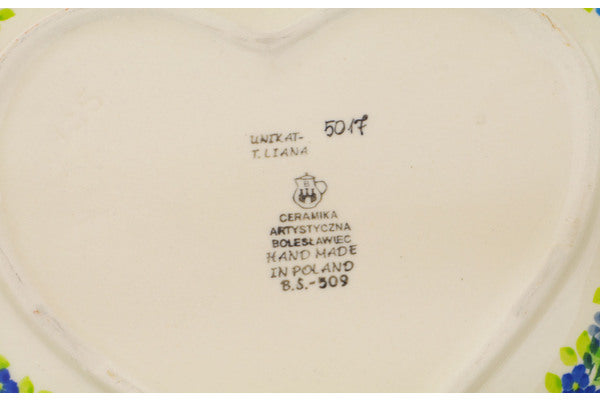 UNIKAT- 5017
T. LIANA
CERAMIKA
ARTYSTYCZNA
BOLESŁAWIEC
HAND MADE
IN POLAND
B.S.-509